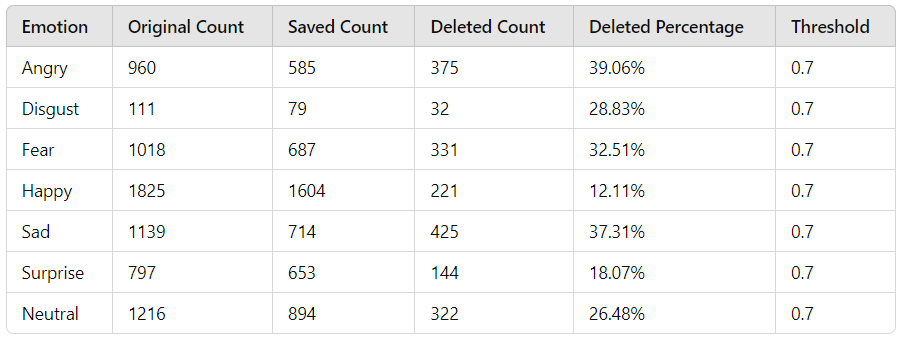 Emotion Original Count Saved Count Deleted Count Deleted Percentage Threshold
Angry 960 585 375 39.06% 0.7
Disgust 111 79 32 28.83% 0.7
Fear 1018 687 331 32.51% 0.7
Happy 1825 1604 221 12.11% 0.7
Sad 1139 714 425 37.31% 0.7
Surprise 797 653 144 18.07% 0.7
Neutral 1216 894 322 26.48% 0.7